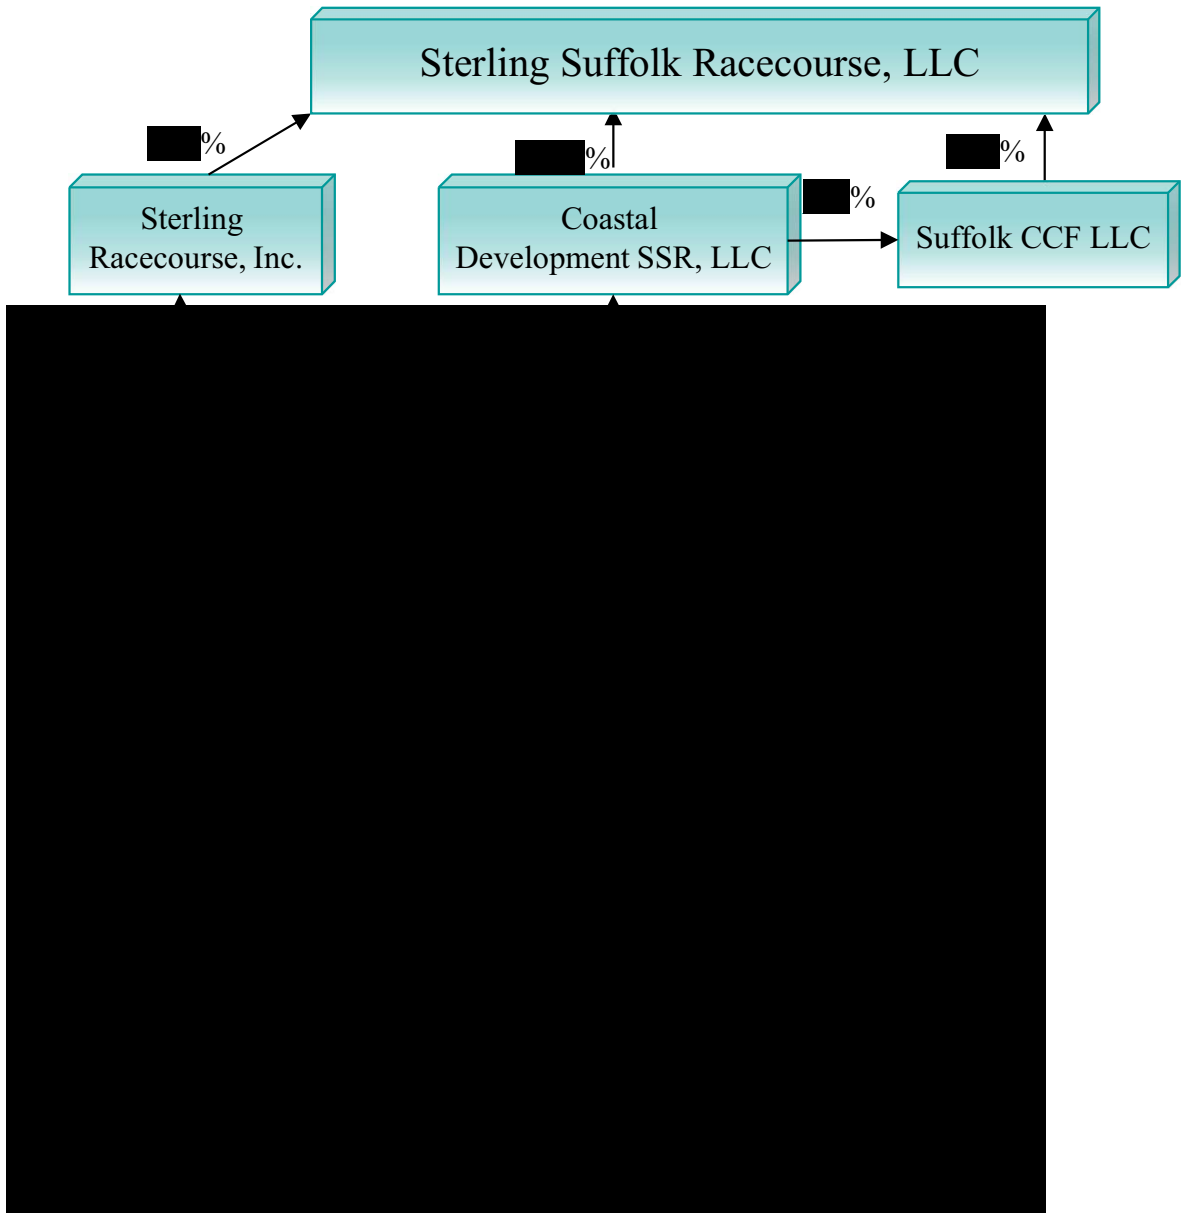 Sterling Suffolk Racecourse, LLC
%
%
%
%
Sterling
Racecourse, Inc.
Coastal
Development SSR, LLC
Suffolk CCF LLC